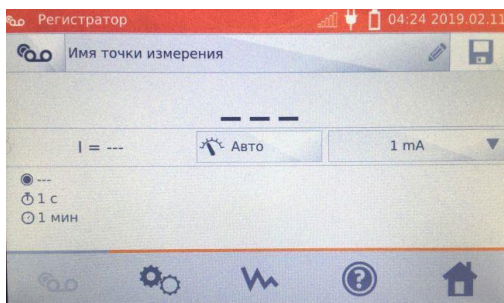 Регистратор 04:24 2019.02.11
Имя точки измерения
---
I = --- Авто 1 mA
---
1 с
1 мин
?